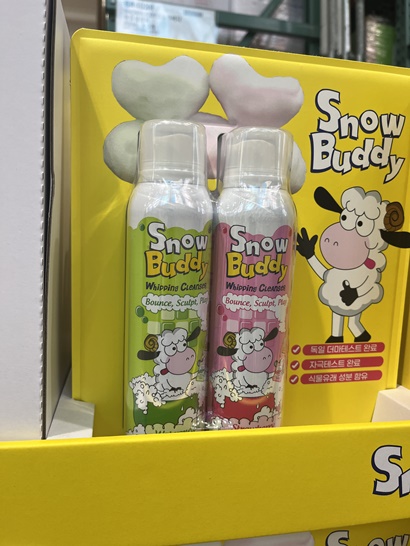 Snow
Buddy
Snow
Buddy
Whipping Cleanser
Bounce, Sculpt, Play
Snow
Buddy
Whipping Cleanser
Bounce, Sculpt, Play
독일 더마테스트 완료
자극테스트 완료
식물유래 성분 함유